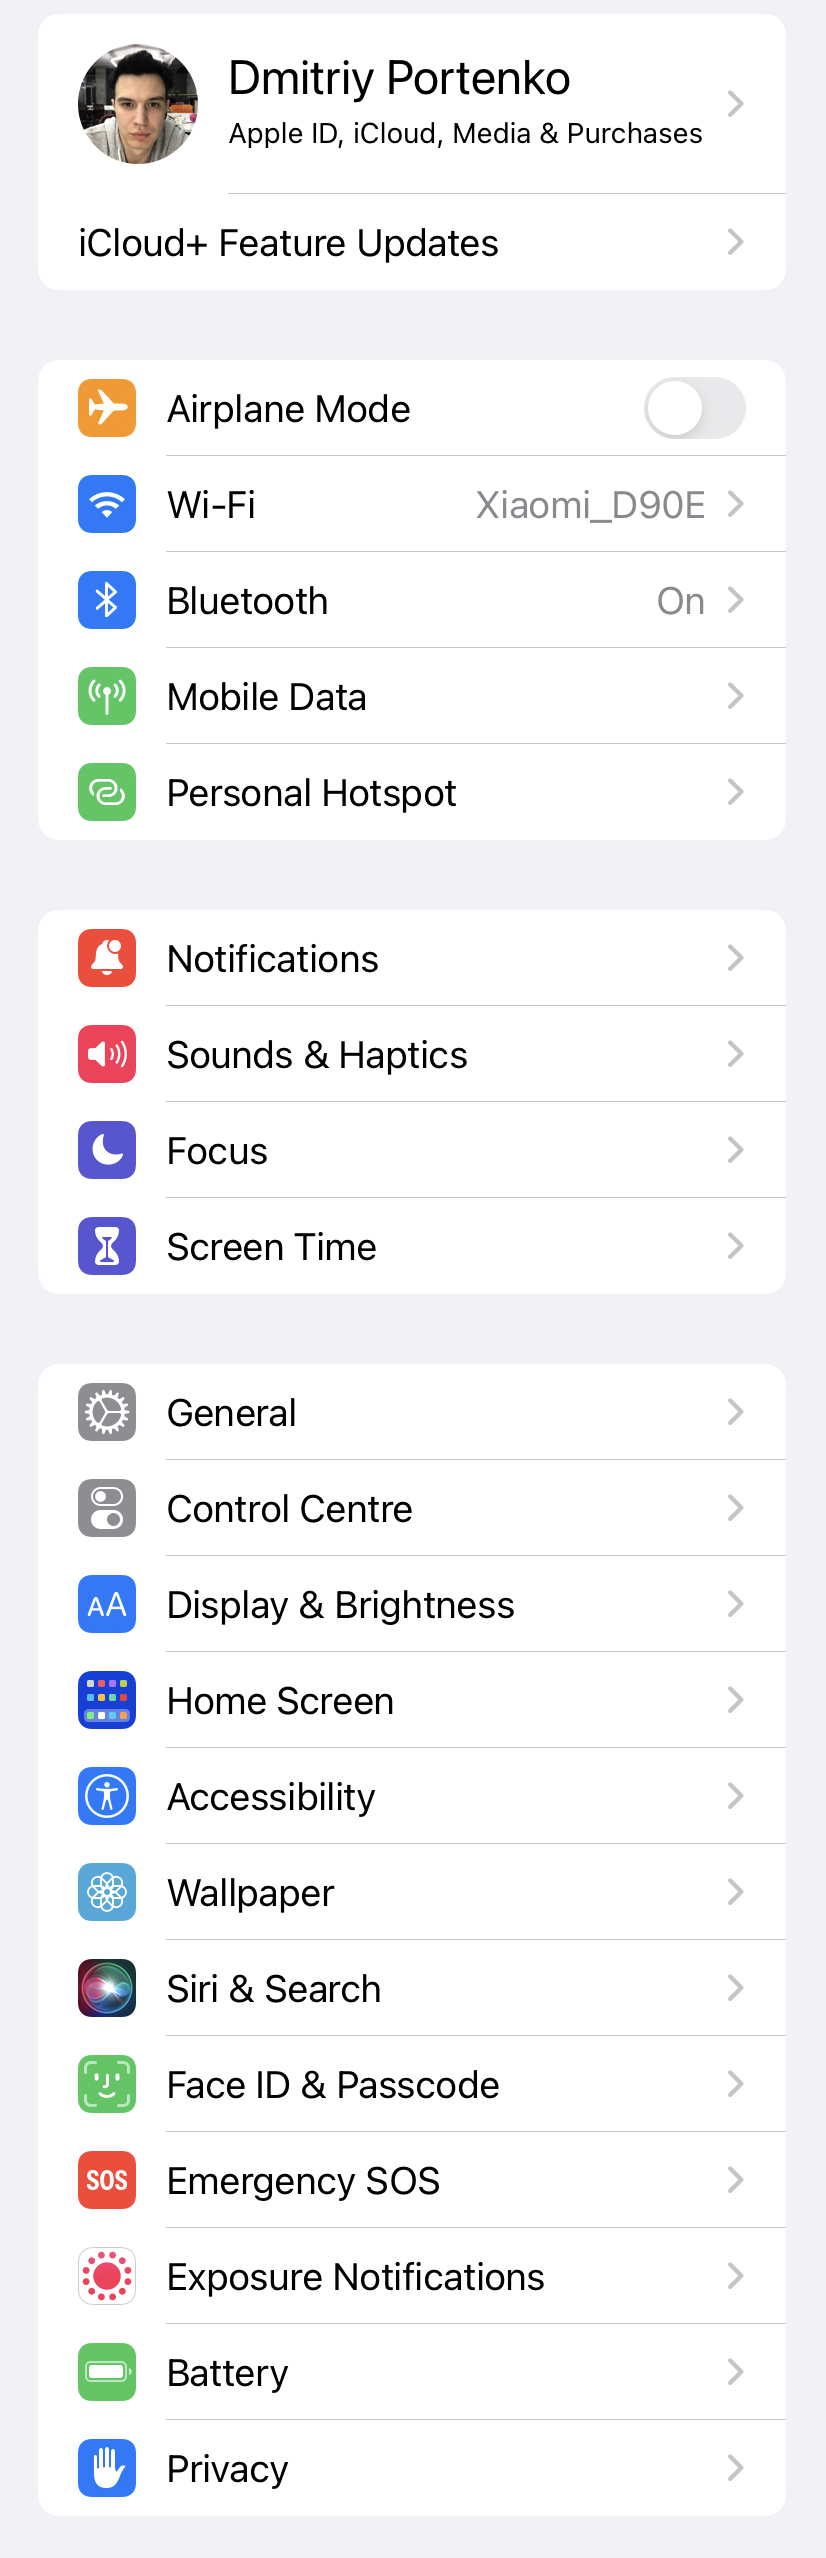 Dmitriy Portenko
Apple ID, iCloud, Media & Purchases
iCloud+ Feature Updates
Airplane Mode
Wi-Fi Xiaomi_D90E
Bluetooth On
Mobile Data
Personal Hotspot
Notifications
Sounds & Haptics
Focus
Screen Time
General
Control Centre
AA Display & Brightness
Home Screen
Accessibility
Wallpaper
Siri & Search
Face ID & Passcode
SOS Emergency SOS
Exposure Notifications
Battery
Privacy